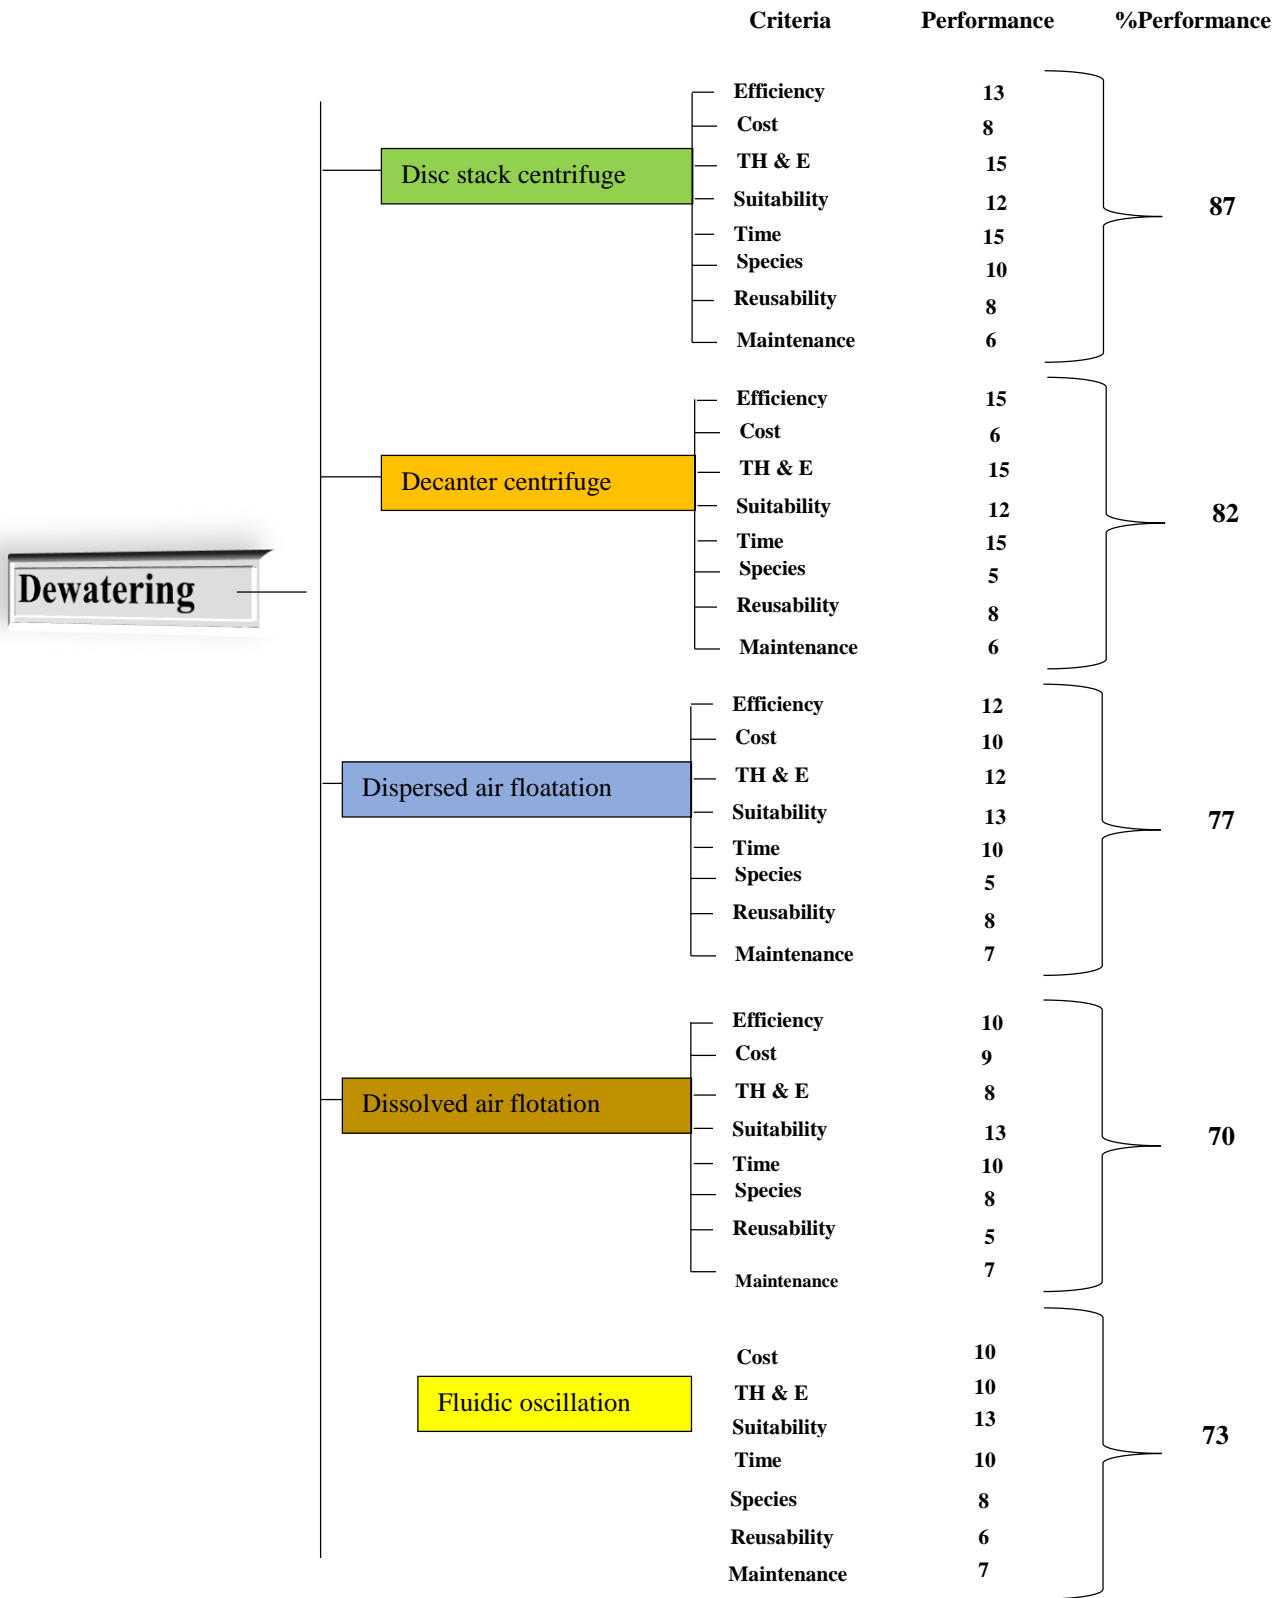 Criteria Performance %Performance
Efficiency 13
Cost 8
Disc stack centrifuge
TH & E 15
Suitability 12
87
Time 15
Species 10
Reusability 8
Maintenance 6
Efficiency 15
Cost 6
Decanter centrifuge
TH & E 15
Suitability 12
82
Time 15
Species 5
Dewatering
Reusability 8
Maintenance 6
Efficiency 12
Cost 10
Dispersed air floatation
TH & E 12
Suitability 13
77
Time 10
Species 5
Reusability 8
Maintenance 7
Efficiency 10
Cost 9
Dissolved air flotation
TH & E 8
Suitability 13
70
Time 10
Species 8
Reusability 5
Maintenance 7
Cost 10
Fluidic oscillation
TH & E 10
Suitability 13
73
Time 10
Species 8
Reusability 6
Maintenance 7